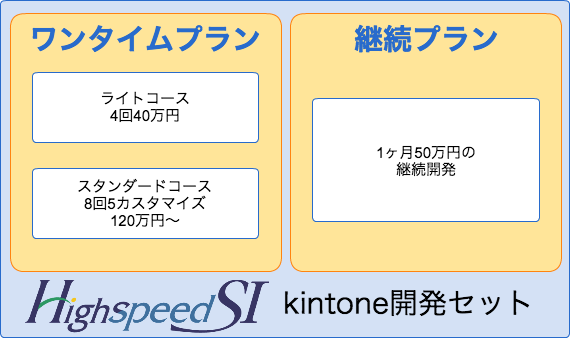 ワンタイムプラン
ライトコース
4回40万円
スタンダードコース
8回5カスタマイズ
120万円～
継続プラン
1ヶ月50万円の
継続開発
HighspeedSI kintone開発セット